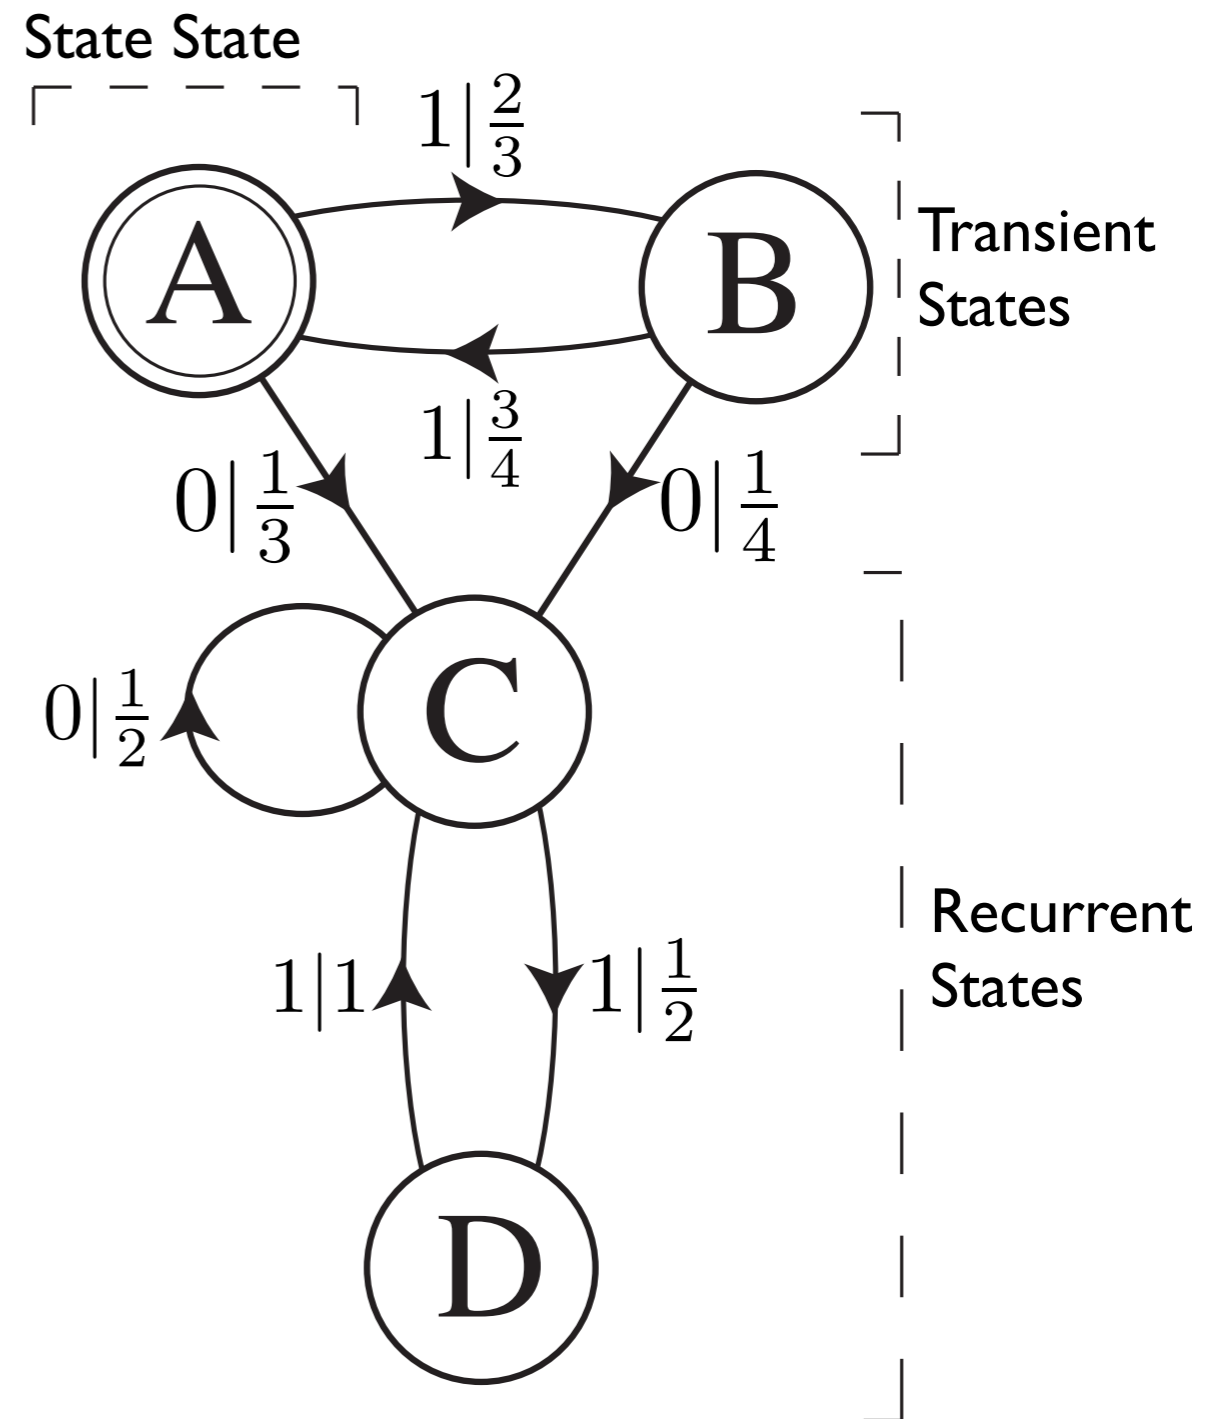 State State
1|2/3
A
B
Transient
States
1|3/4
0|1/3
0|1/4
C
0|1/2
Recurrent
States
1|1
1|1/2
D